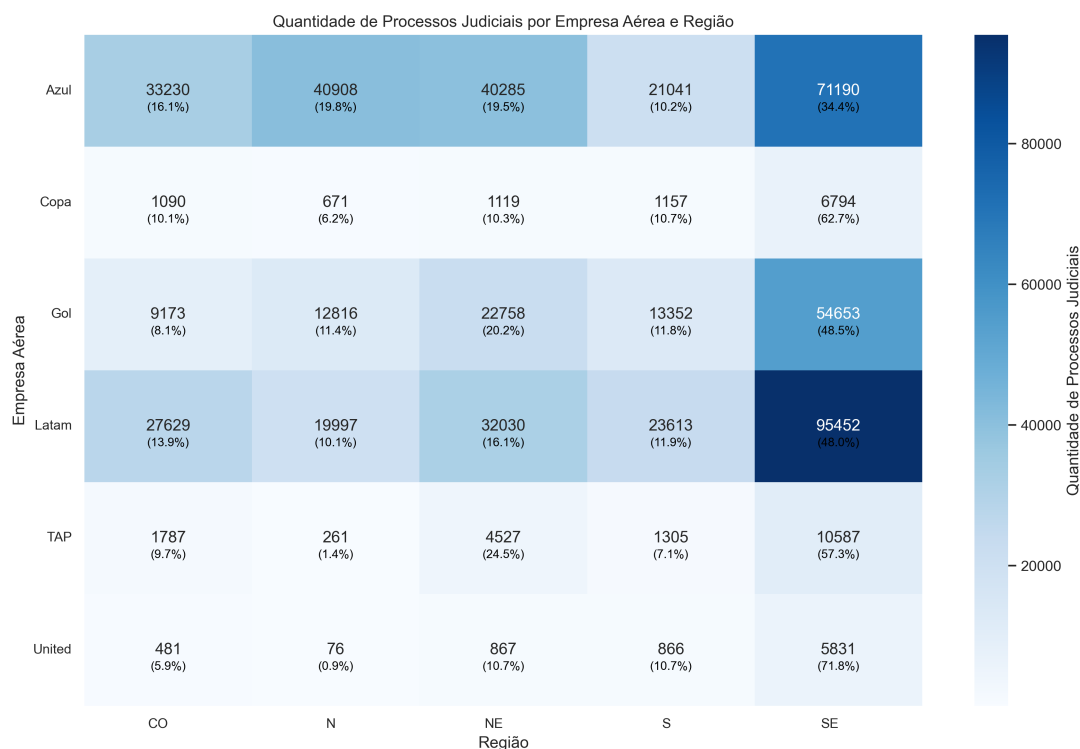 Quantidade de Processos Judiciais por Empresa Aérea e Região
Azul 33230 40908 40285 21041 71190
(16.1%) (19.8%) (19.5%) (10.2%) (34.4%)
Copa 1090 671 1119 1157 6794
(10.1%) (6.2%) (10.3%) (10.7%) (62.7%)
Gol 9173 12816 22758 13352 54653
(8.1%) (11.4%) (20.2%) (11.8%) (48.5%)
Latam 27629 19997 32030 23613 95452
(13.9%) (10.1%) (16.1%) (11.9%) (48.0%)
TAP 1787 261 4527 1305 10587
(9.7%) (1.4%) (24.5%) (7.1%) (57.3%)
United 481 76 867 866 5831
(5.9%) (0.9%) (10.7%) (10.7%) (71.8%)
CO N NE S SE
Região
Empresa Aérea
80000
60000
40000
20000
Quantidade de Processos Judiciais